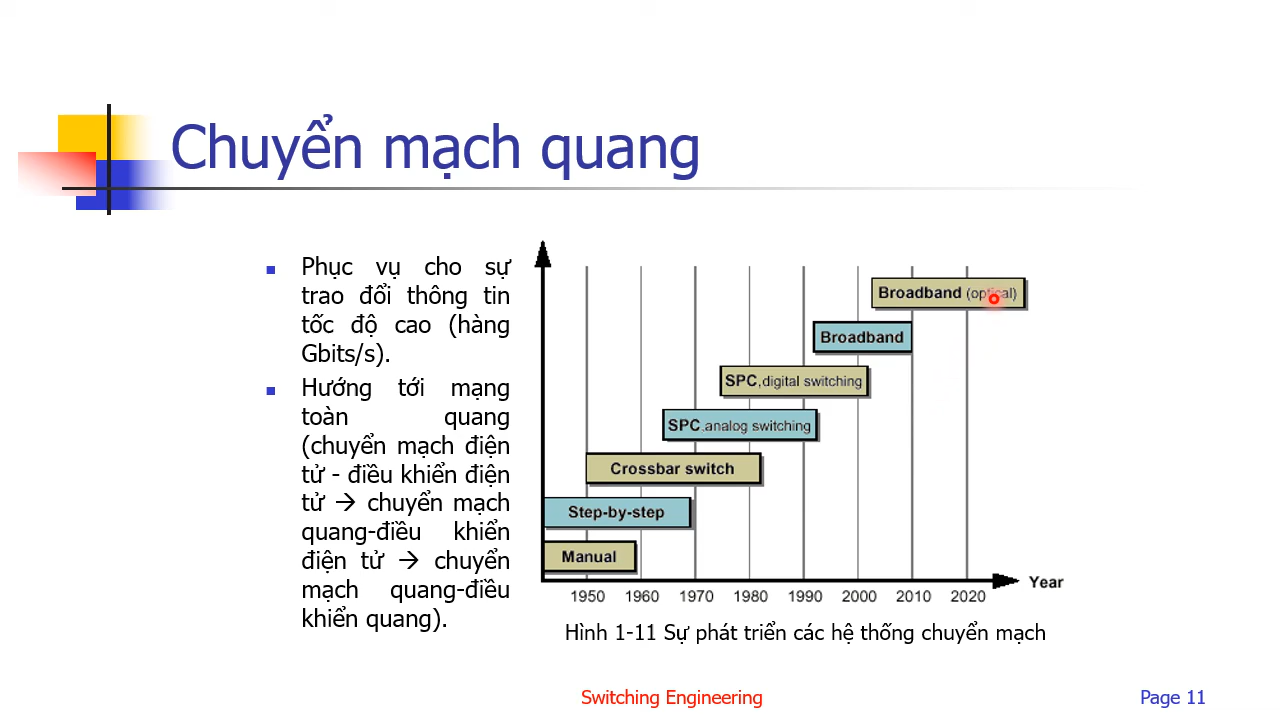 Chuyển mạch quang
Phục vụ cho sự
trao đổi thông tin
tốc độ cao (hàng
Gbits/s).
Hướng tới mạng
toàn quang
(chuyển mạch điện
tử - điều khiển điện
tử → chuyển mạch
quang-điều khiển
điện tử → chuyển
mạch quang-điều
khiển quang).
Broadband (optical)
Broadband
SPC,digital switching
SPC.analog switching
Crossbar switch
Step-by-step
Manual
Year
1950 1960 1970 1980 1990 2000 2010 2020
Hình 1-11 Sự phát triển các hệ thống chuyển mạch
Switching Engineering
Page 11